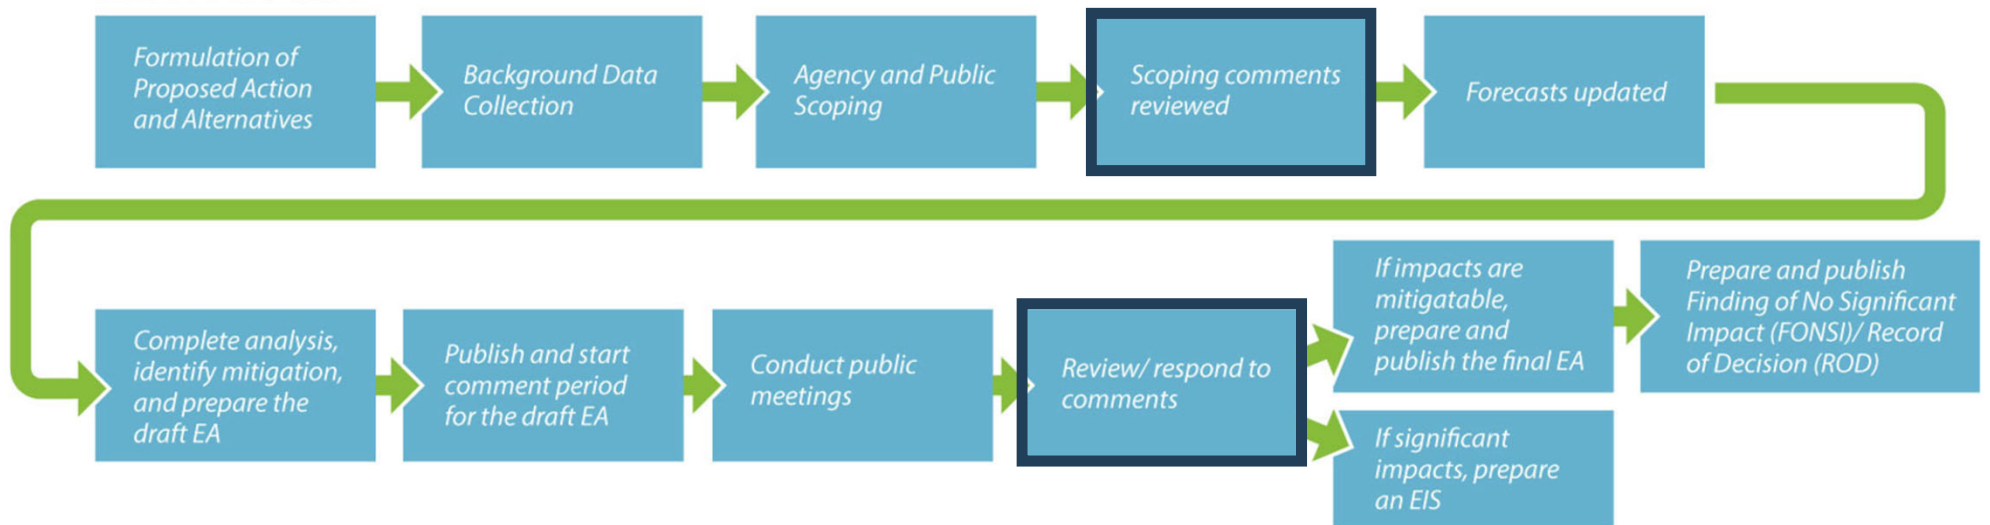 Formulation of
Proposed Action
and Alternatives
Background Data
Collection
Agency and Public
Scoping
Scoping comments
reviewed
Forecasts updated
Complete analysis,
identify mitigation,
and prepare the
draft EA
Publish and start
comment period
for the draft EA
Conduct public
meetings
Review/ respond to
comments
If impacts are
mitigatable,
prepare and
publish the final EA
Prepare and publish
Finding of No Significant
Impact (FONSI)/ Record
of Decision (ROD)
If significant
impacts, prepare
an EIS